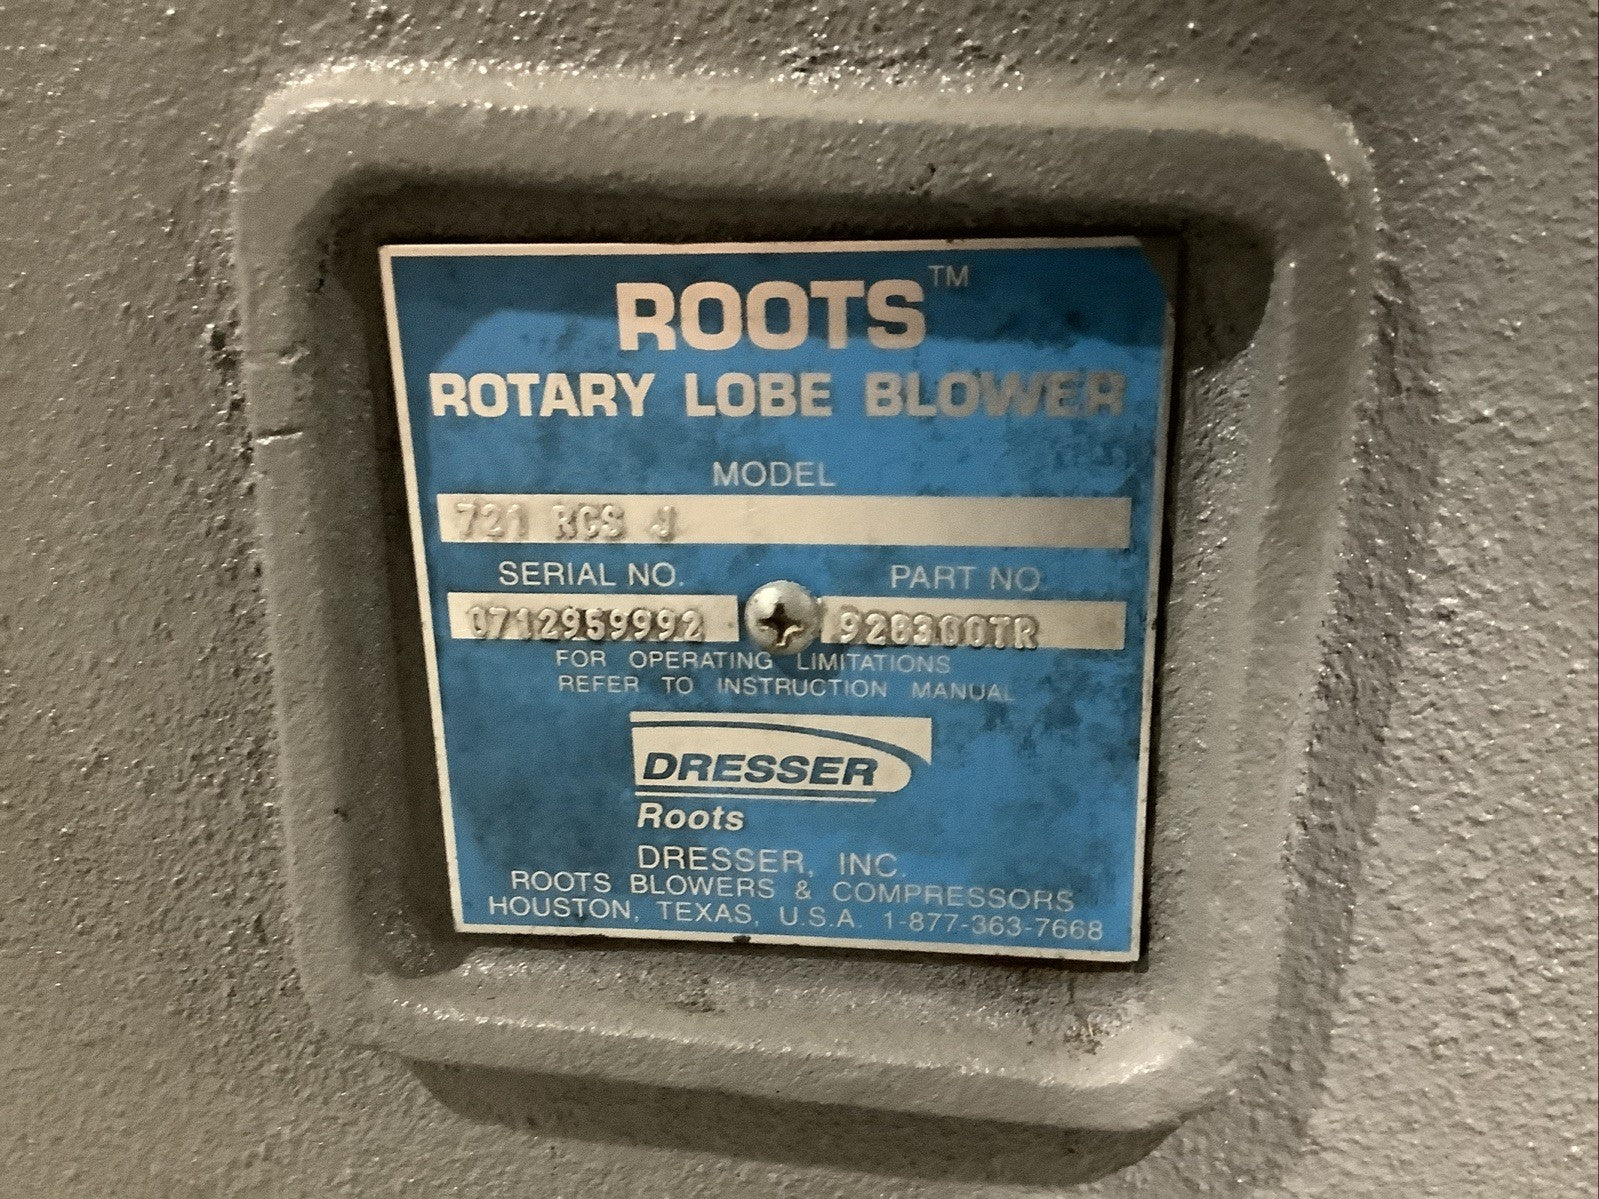 ROOTS™
ROTARY LOBE BLOWER
MODEL
721 RCS J
SERIAL NO. PART NO.
0712959992 926300TR
FOR OPERATING LIMITATIONS
REFER TO INSTRUCTION MANUAL
DRESSER
Roots
DRESSER, INC.
ROOTS BLOWERS & COMPRESSORS
HOUSTON, TEXAS, U.S.A. 1-877-363-7668